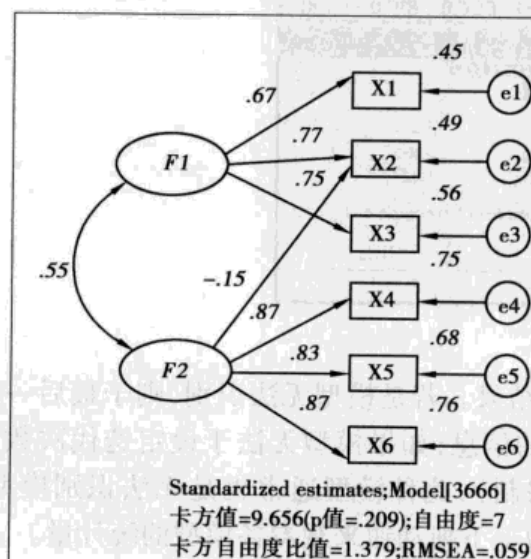 .45
X1
e1
.67
.49
.77
X2
e2
F1
.75
.56
X3
e3
.75
.55
-.15
X4
e4
.87
.68
F2
.83
X5
e5
.76
.87
X6
e6
Standardized estimates;Model[3666]
卡方值=9.656(p值=.209);自由度=7
卡方自由度比值=1.379;RMSEA=.059